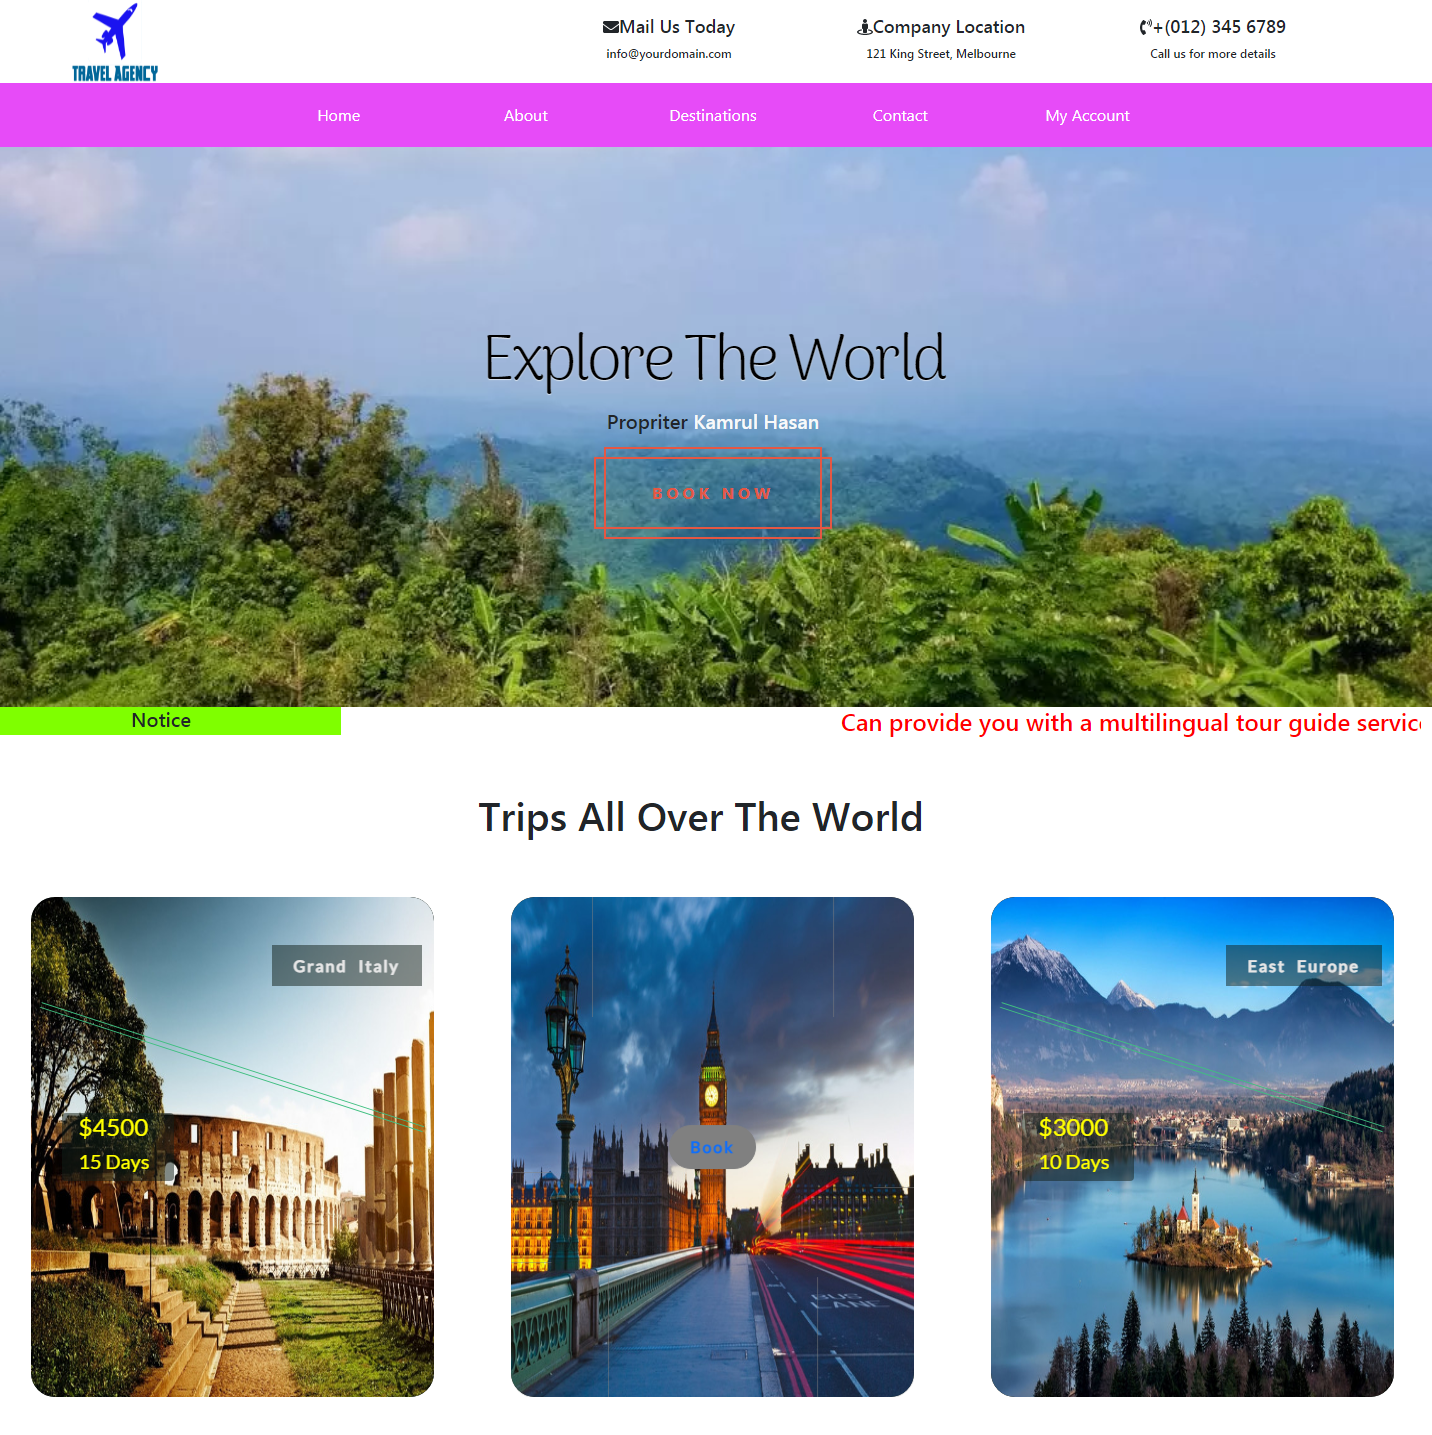 TRAVEL AGENCY
Mail Us Today
info@yourdomain.com
Company Location
121 King Street, Melbourne
+(012) 345 6789
Call us for more details
Home
About
Destinations
Contact
My Account
Explore The World
Propriter Kamrul Hasan
BOOK NOW
Notice
Can provide you with a multilingual tour guide service
Trips All Over The World
Grand Italy
$4500
15 Days
Book
BUS
LANE
East Europe
$3000
10 Days